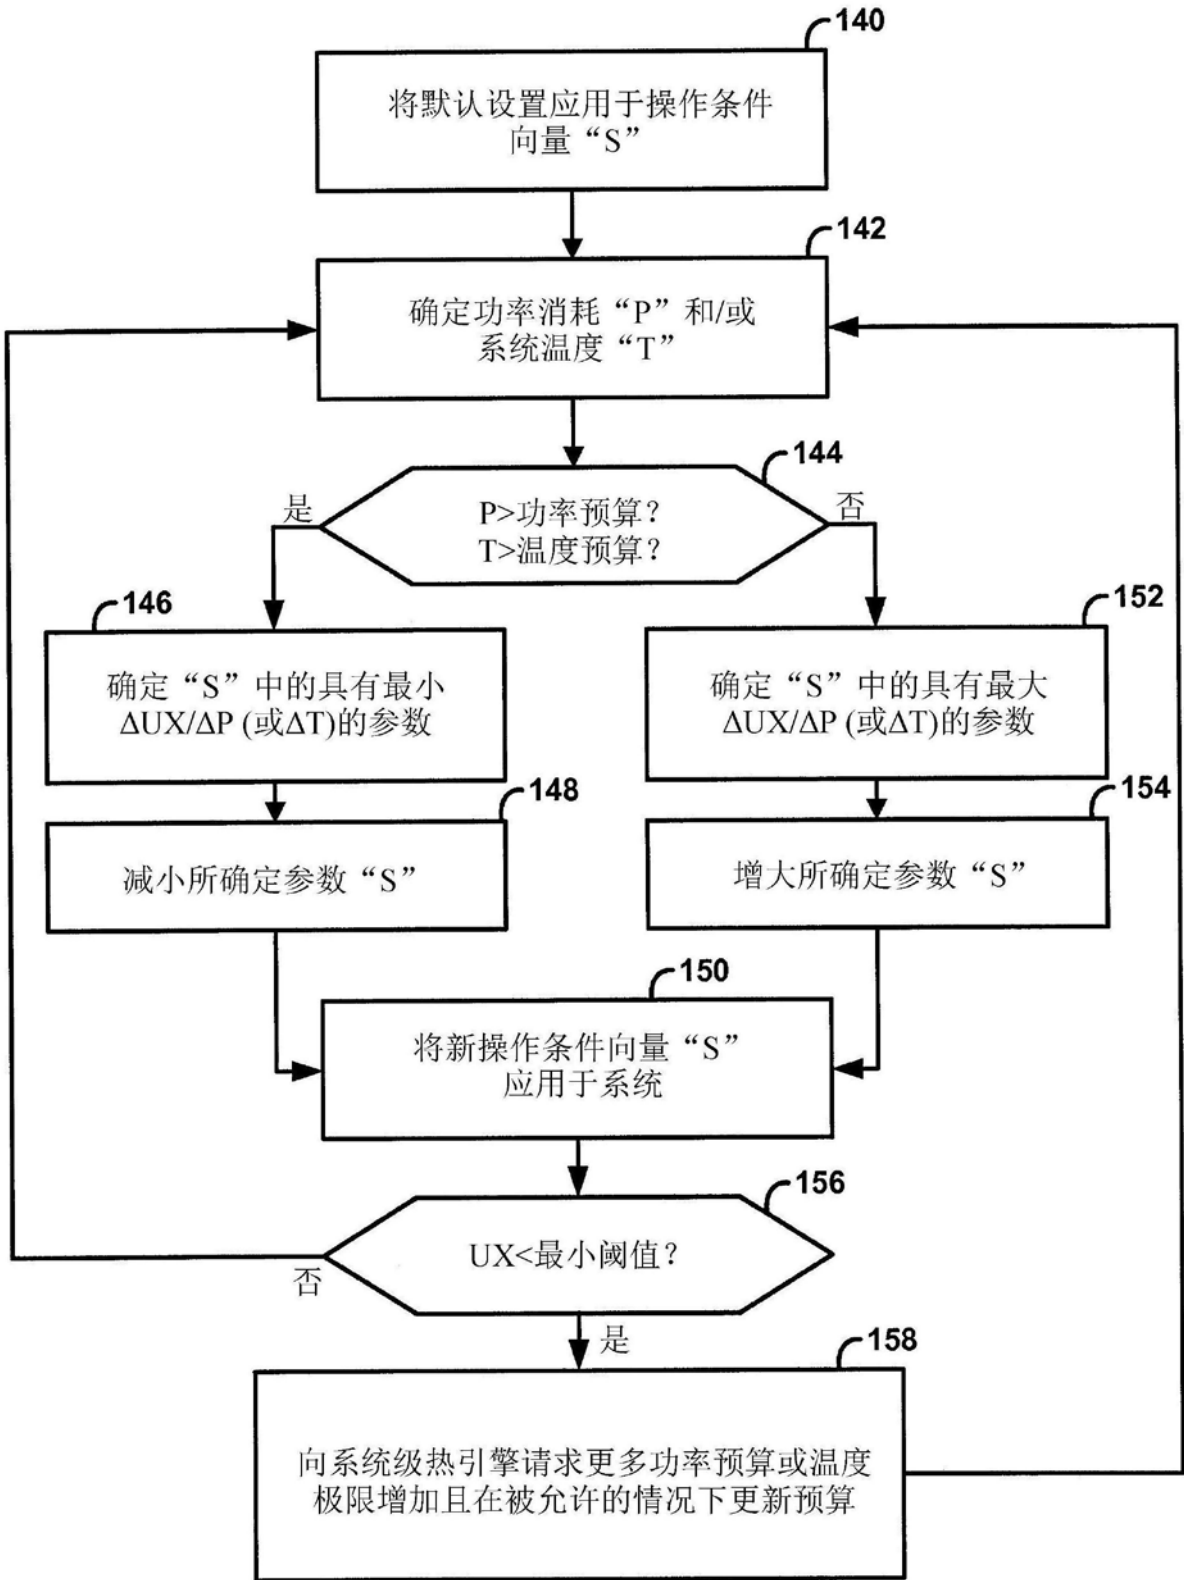 140
将默认设置应用于操作条件
向量“S”
142
确定功率消耗“P”和/或
系统温度“T”
144
是
P>功率预算?
T>温度预算?
否
146
确定“S”中的具有最小
ΔUX/ΔP (或ΔT)的参数
152
确定“S”中的具有最大
ΔUX/ΔP (或ΔT)的参数
148
减小所确定参数“S”
154
增大所确定参数“S”
150
将新操作条件向量“S”
应用于系统
156
UX<最小阈值?
否
是
158
向系统级热引擎请求更多功率预算或温度
极限增加且在被允许的情况下更新预算